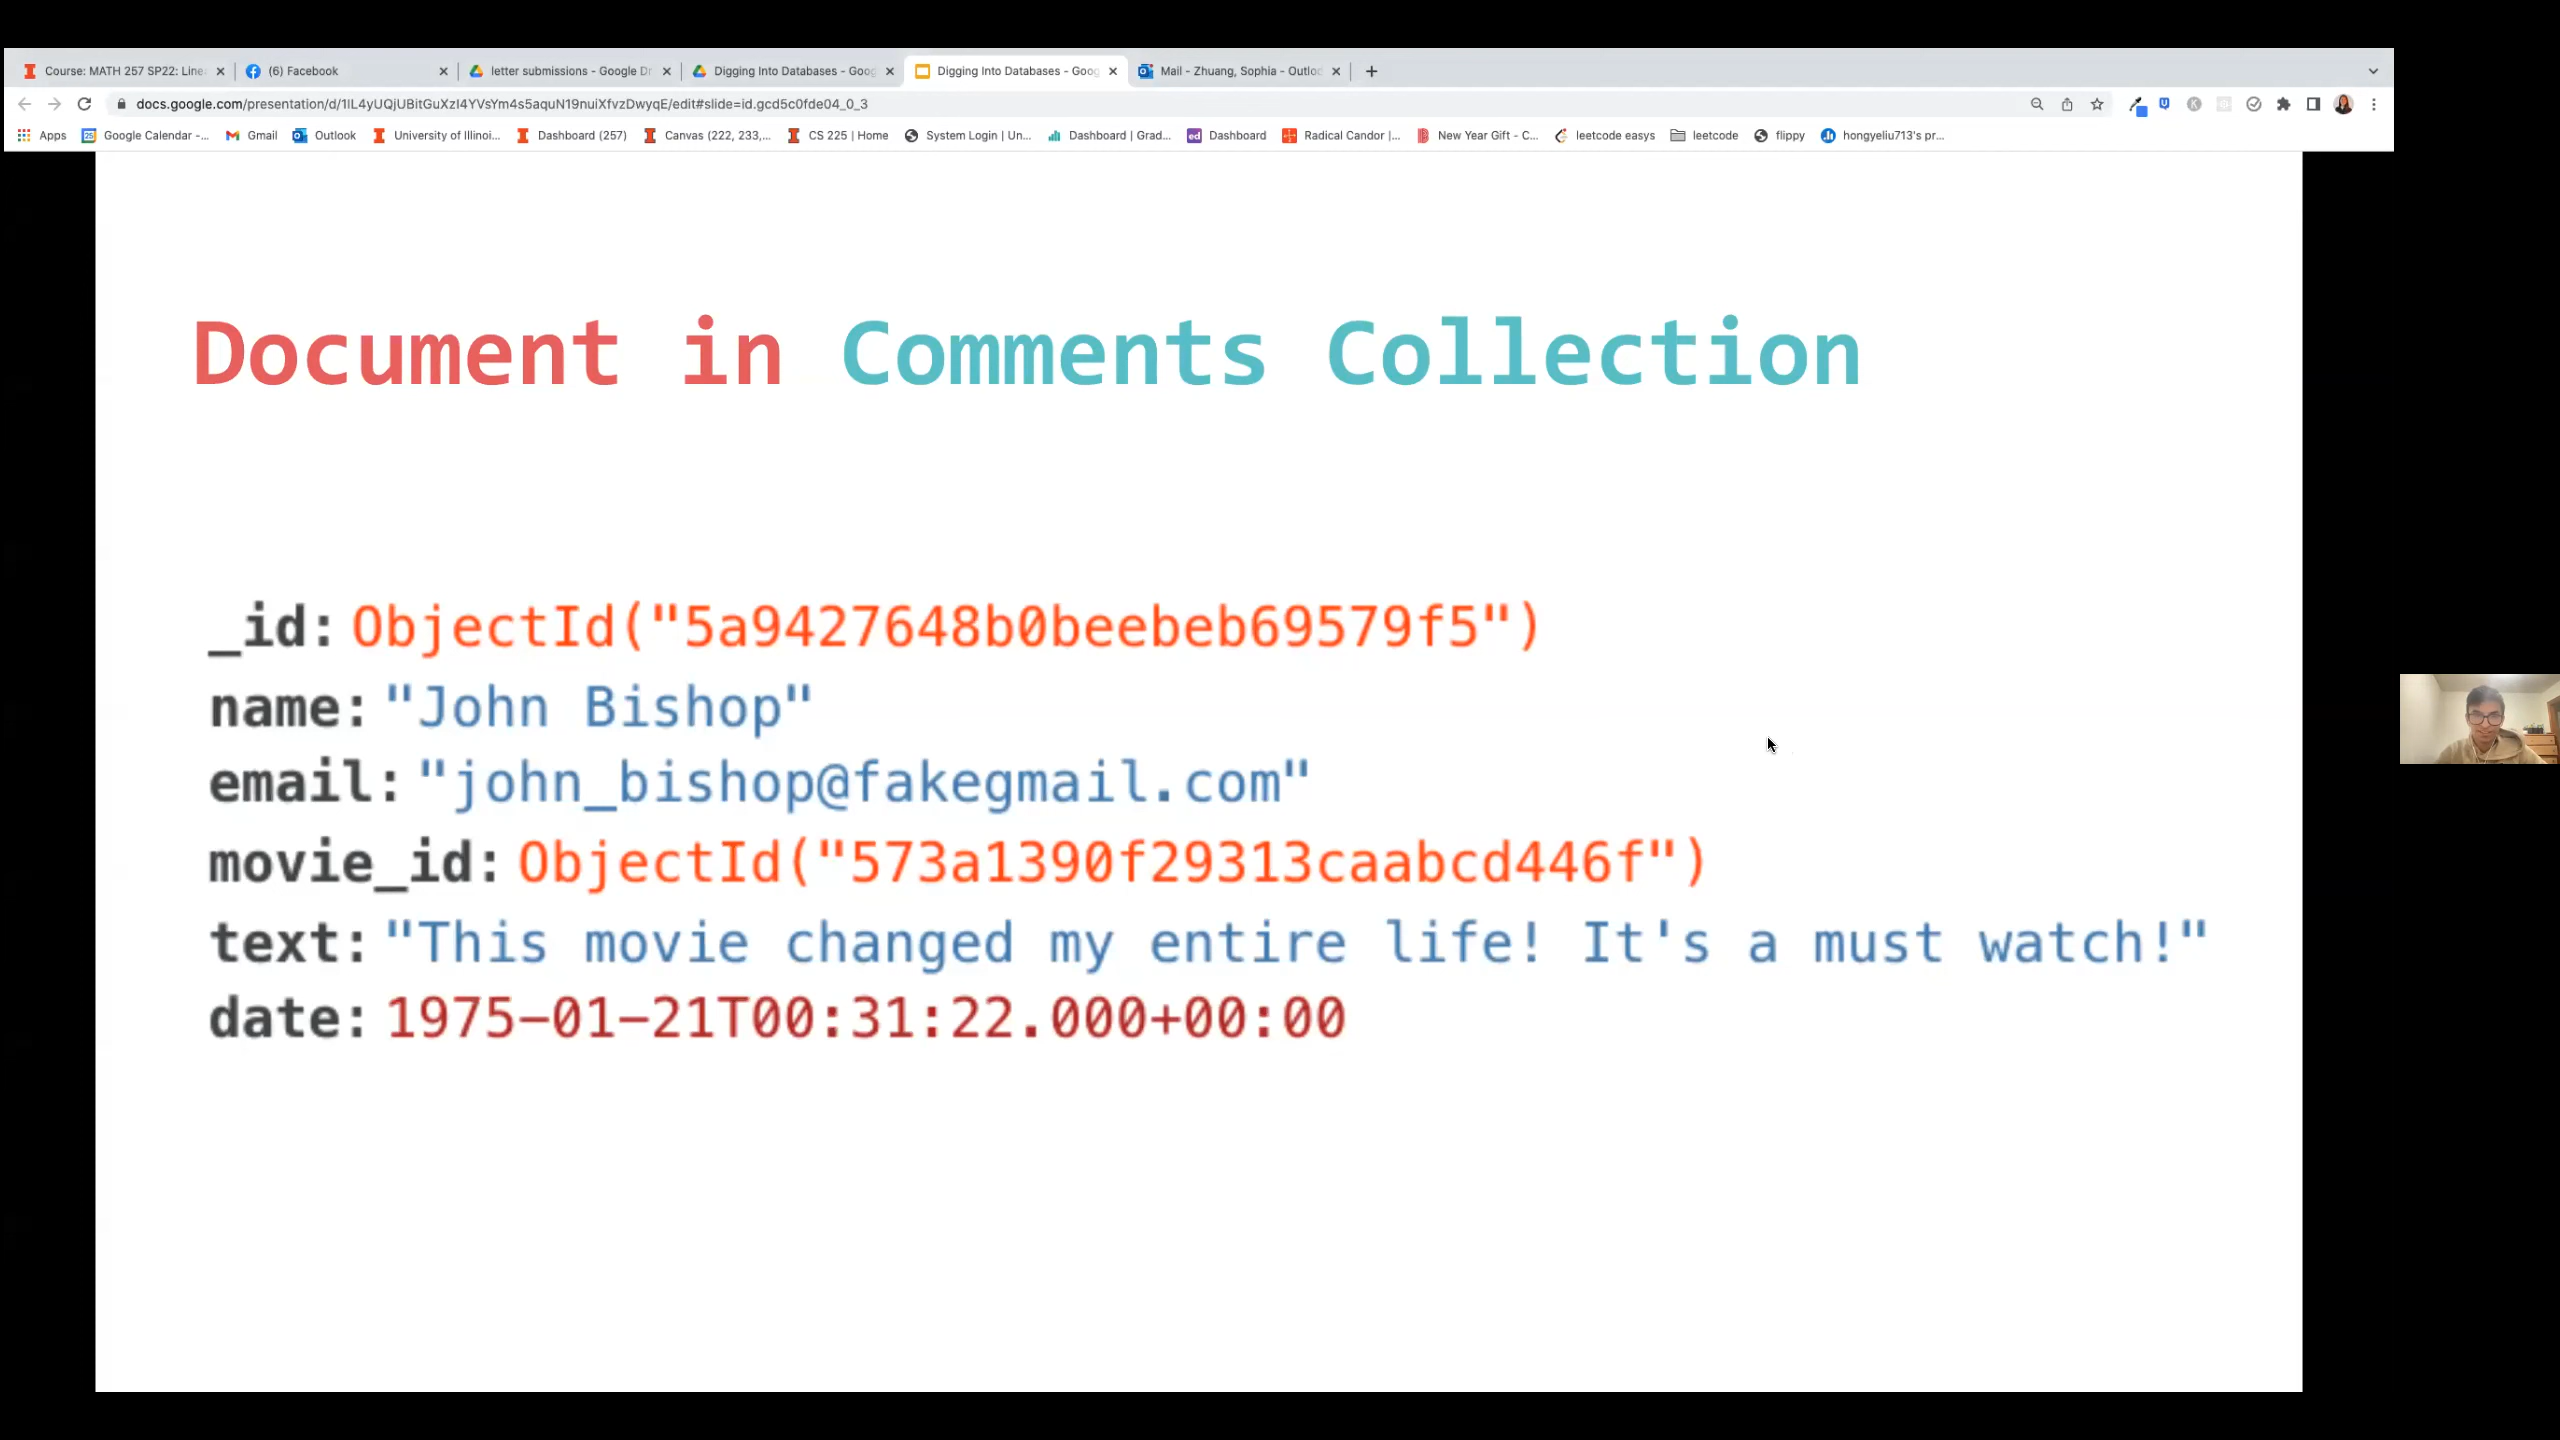 Course: MATH 257 SP22: Line
(6) Facebook
letter submissions - Google Dr
Digging Into Databases - Goog
Digging Into Databases - Goog
Mail - Zhuang, Sophia - Outloo
docs.google.com/presentation/d/1lL4yUQjUBitGuXzI4YVsYm4s5aquN19nuiXfvzDwyqE/edit#slide=id.gcd5c0fde04_0_3
Apps
Google Calendar -...
Gmail
Outlook
University of Illinoi...
Dashboard (257)
Canvas (222, 233,...
CS 225 | Home
System Login | Un...
Dashboard | Grad...
Dashboard
Radical Candor |...
New Year Gift - C...
leetcode easys
leetcode
flippy
hongyeliu713's pr...
Document in Comments Collection
_id: ObjectId("5a9427648b0beebeb69579f5")
name: "John Bishop"
email: "john_bishop@fakegmail.com"
movie_id: ObjectId("573a1390f29313caabcd446f")
text: "This movie changed my entire life! It's a must watch!"
date: 1975-01-21T00:31:22.000+00:00